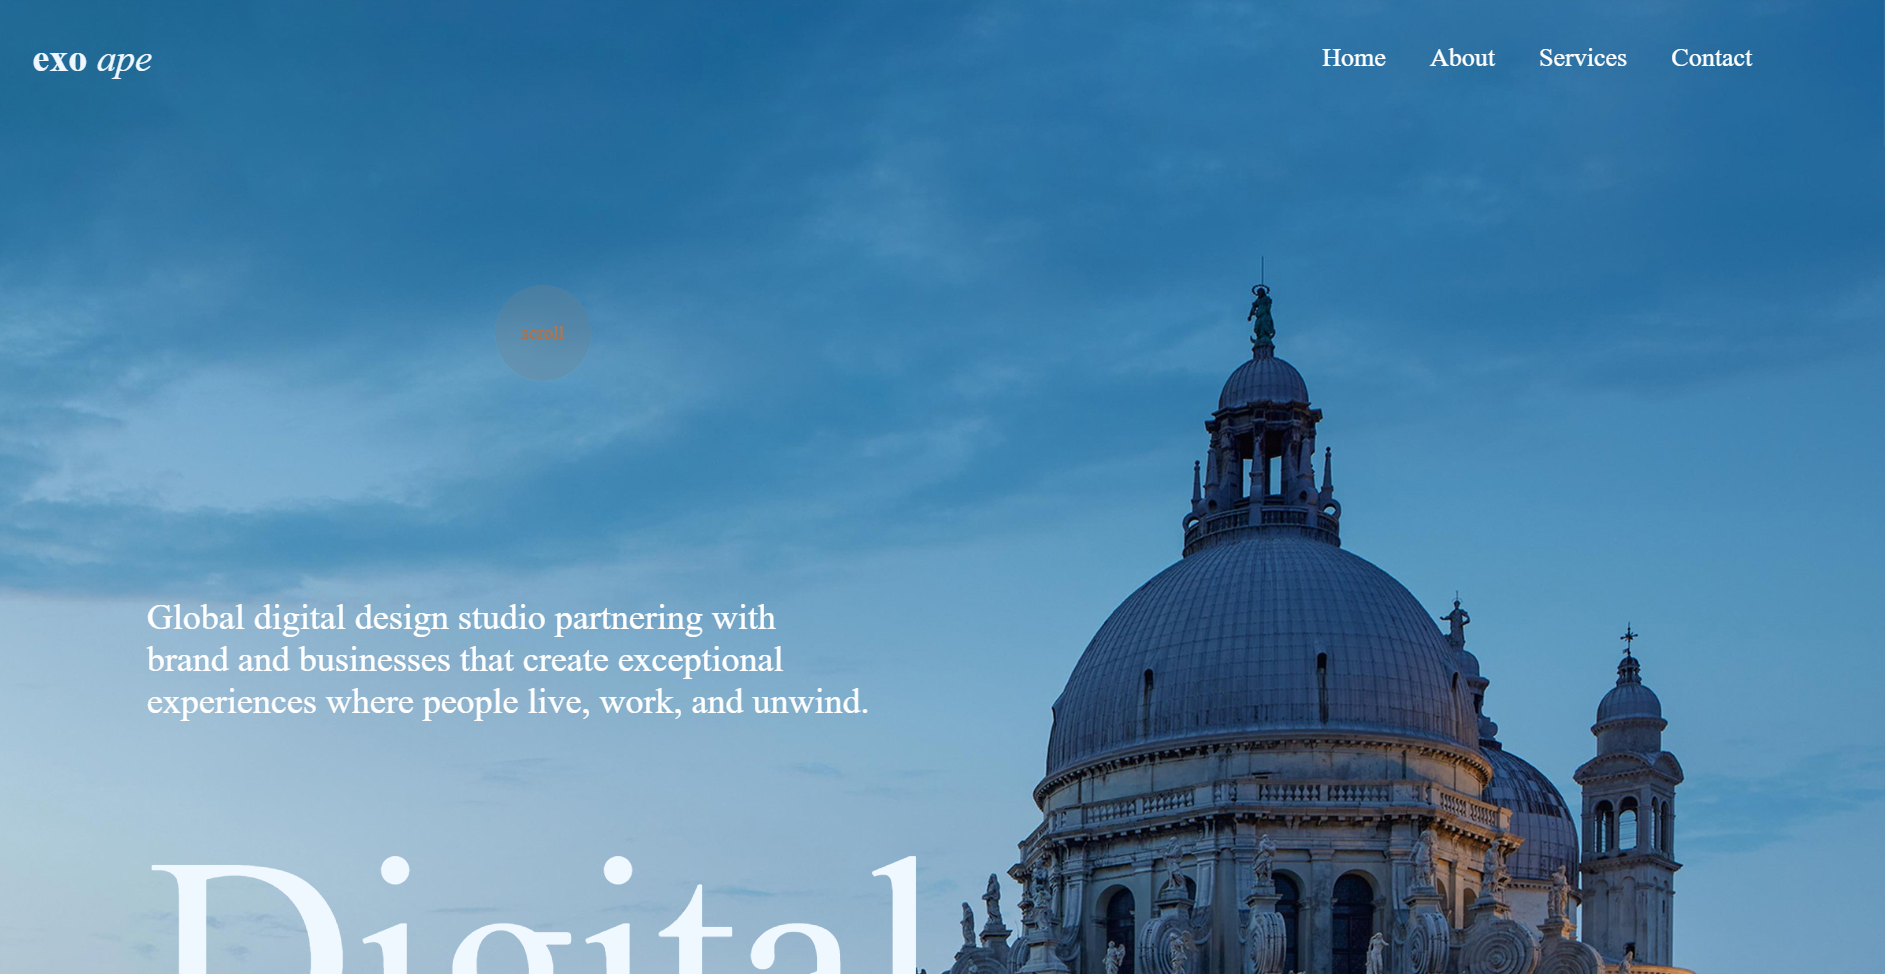 exo ape
Home About Services Contact
scroll
Global digital design studio partnering with
brand and businesses that create exceptional
experiences where people live, work, and unwind.
Digital